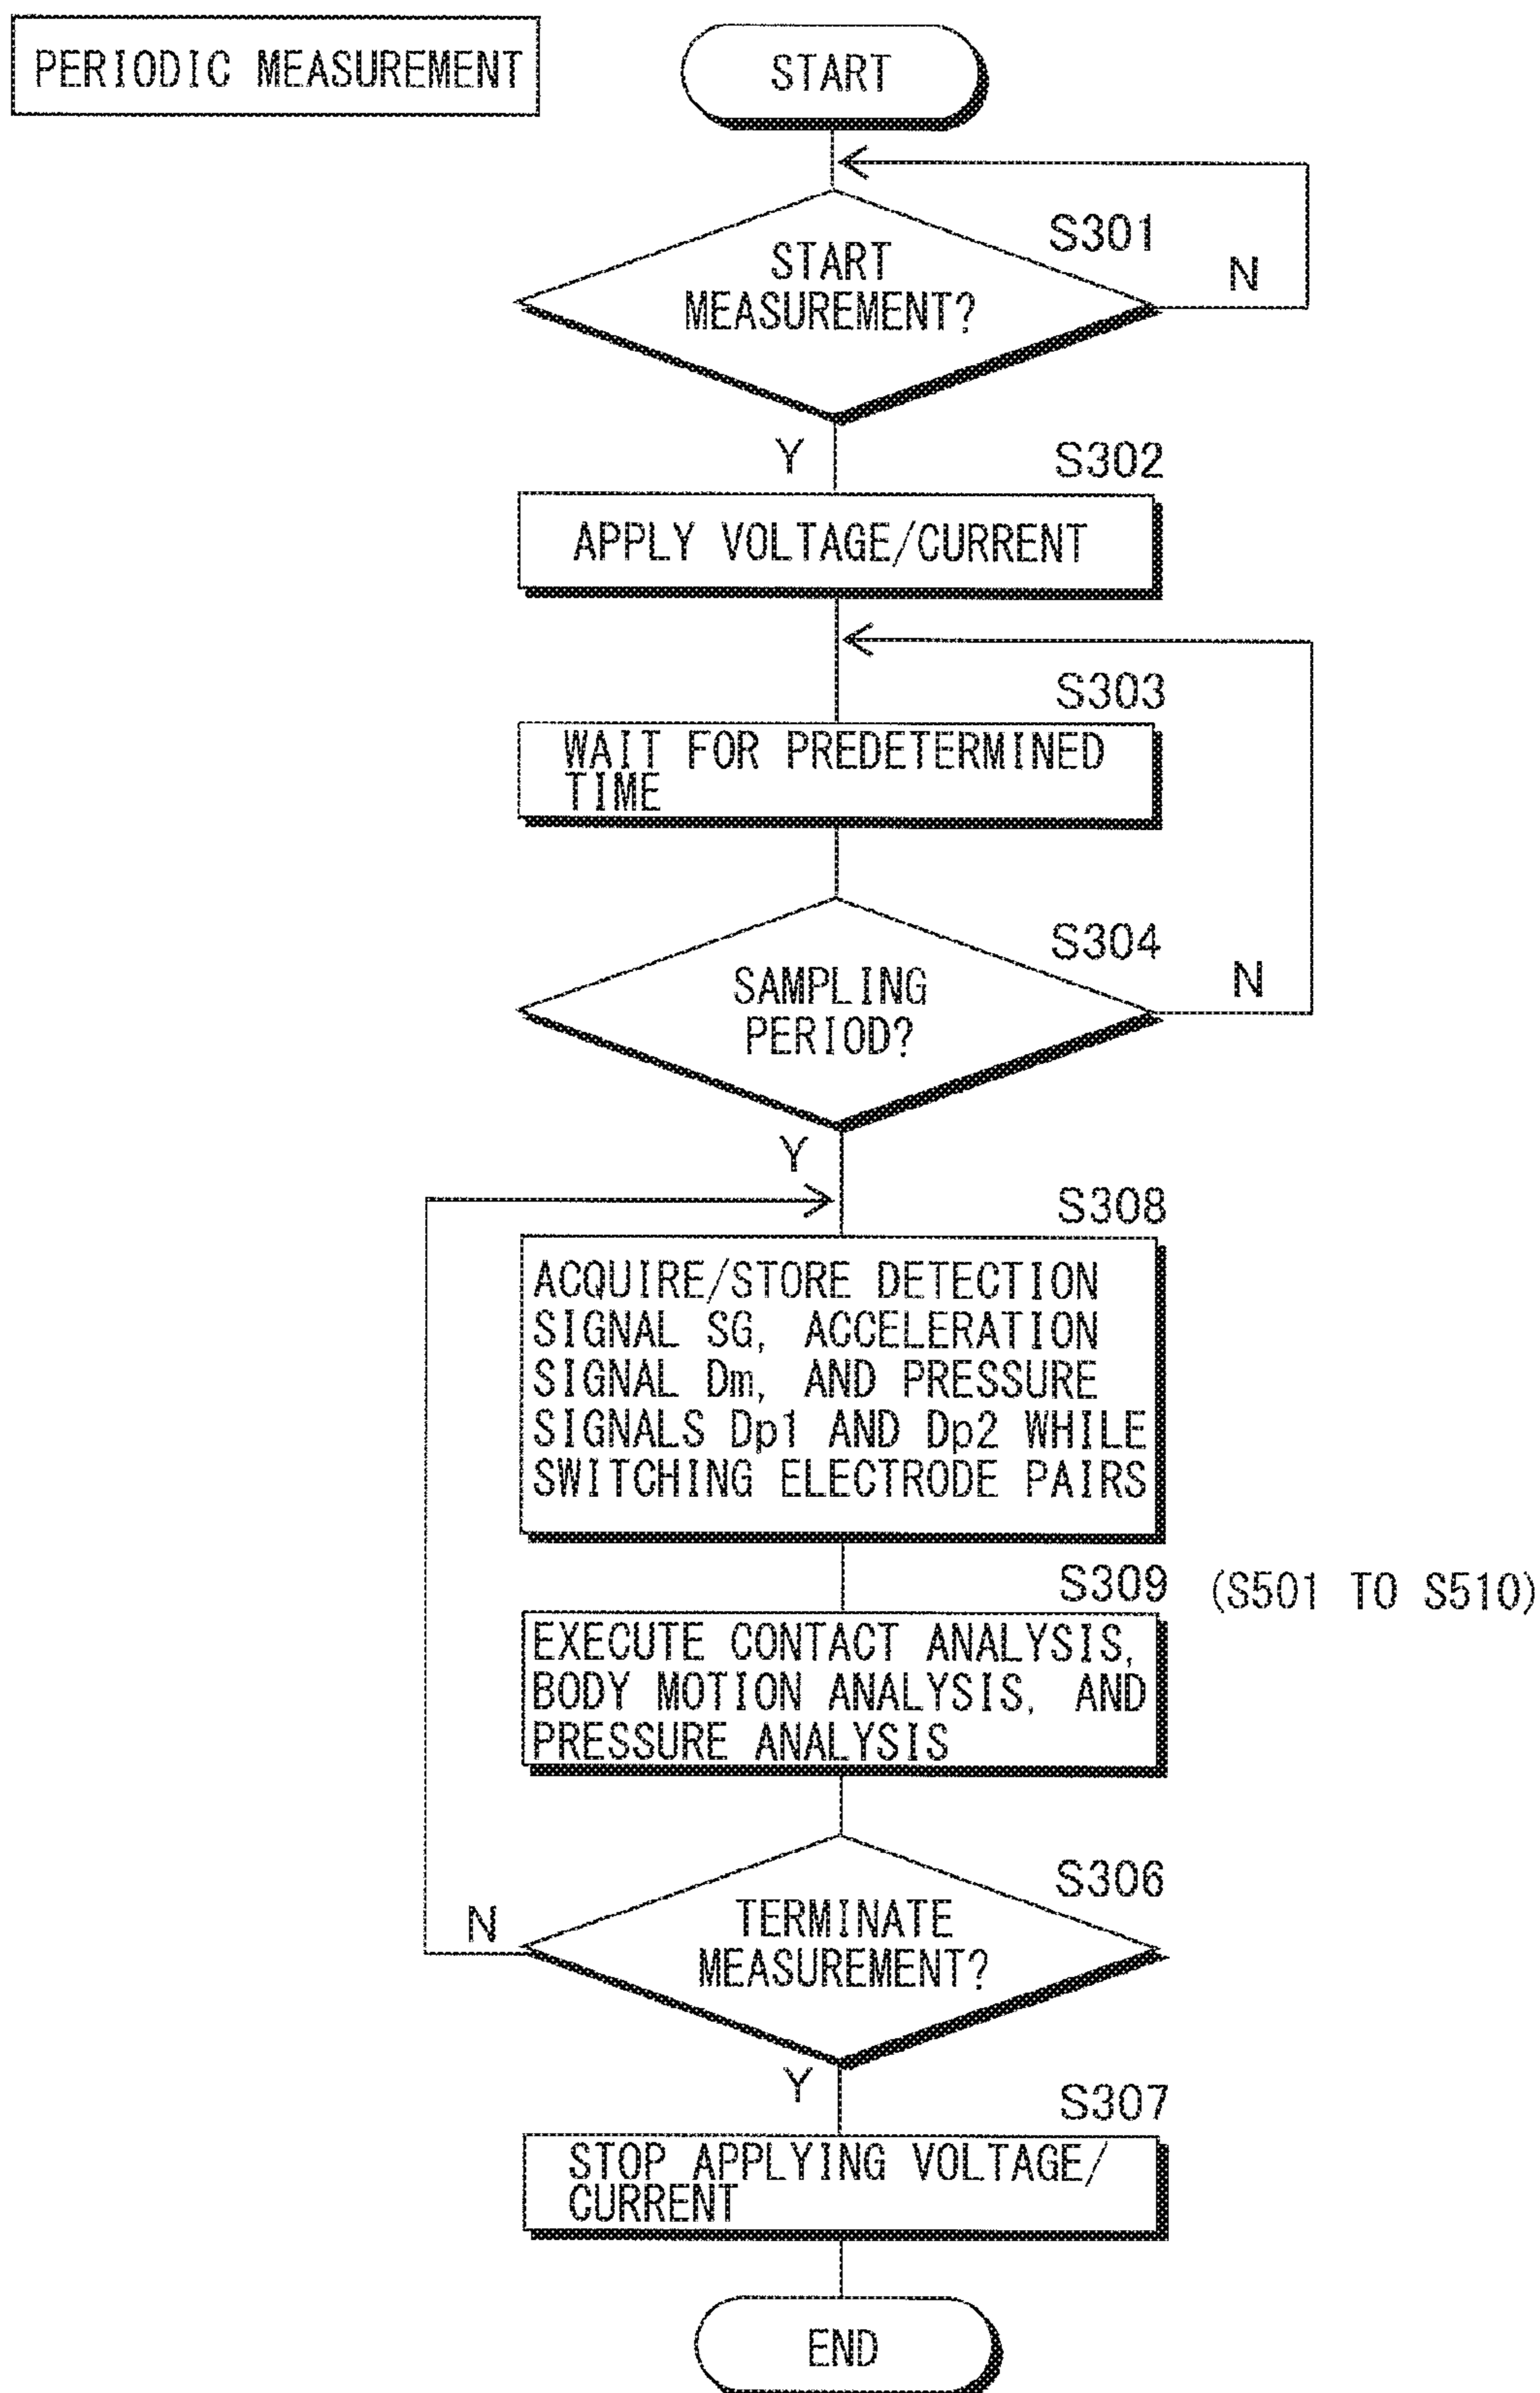 PERIODIC MEASUREMENT
START
S301
START
MEASUREMENT?
N
Y
S302
APPLY VOLTAGE/CURRENT
S303
WAIT FOR PREDETERMINED
TIME
S304
SAMPLING
PERIOD?
N
Y
S308
ACQUIRE/STORE DETECTION
SIGNAL SG, ACCELERATION
SIGNAL Dm, AND PRESSURE
SIGNALS Dp1 AND Dp2 WHILE
SWITCHING ELECTRODE PAIRS
S309 (S501 TO S510)
EXECUTE CONTACT ANALYSIS,
BODY MOTION ANALYSIS, AND
PRESSURE ANALYSIS
S306
N
TERMINATE
MEASUREMENT?
Y
S307
STOP APPLYING VOLTAGE/
CURRENT
END